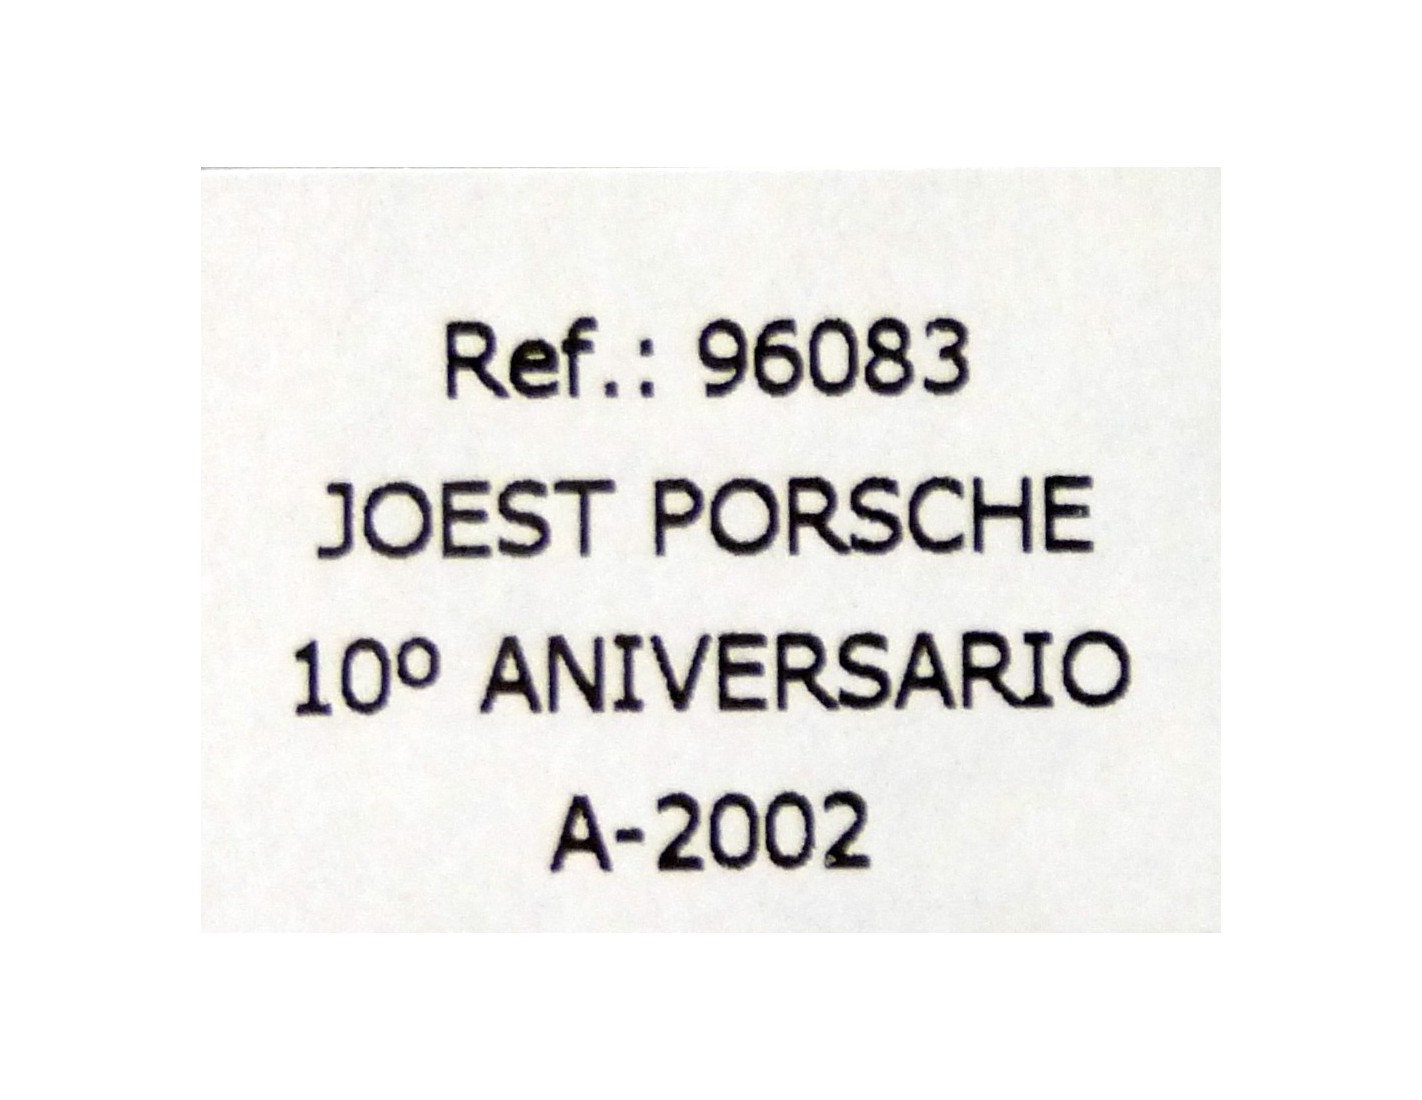 Ref.: 96083
JOEST PORSCHE
10º ANIVERSARIO
A-2002